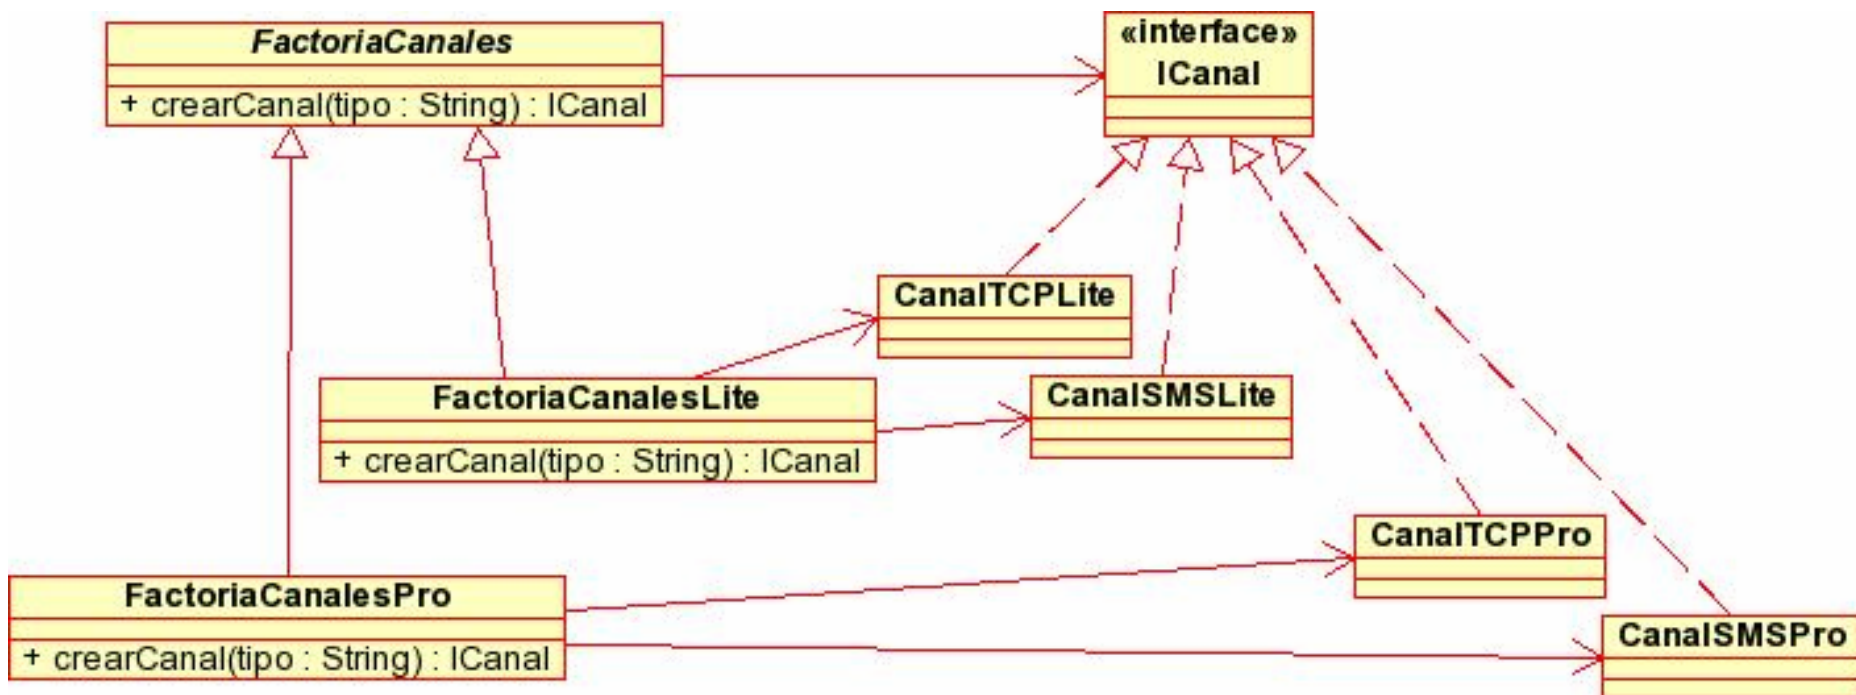 FactoriaCanales
+ crearCanal(tipo : String) : ICanal
«interface»
ICanal
CanalTCPLite
FactoriaCanalesLite
+ crearCanal(tipo : String) : ICanal
CanalSMSLite
CanalTCPPro
FactoriaCanalesPro
+ crearCanal(tipo : String) : ICanal
CanalSMSPro